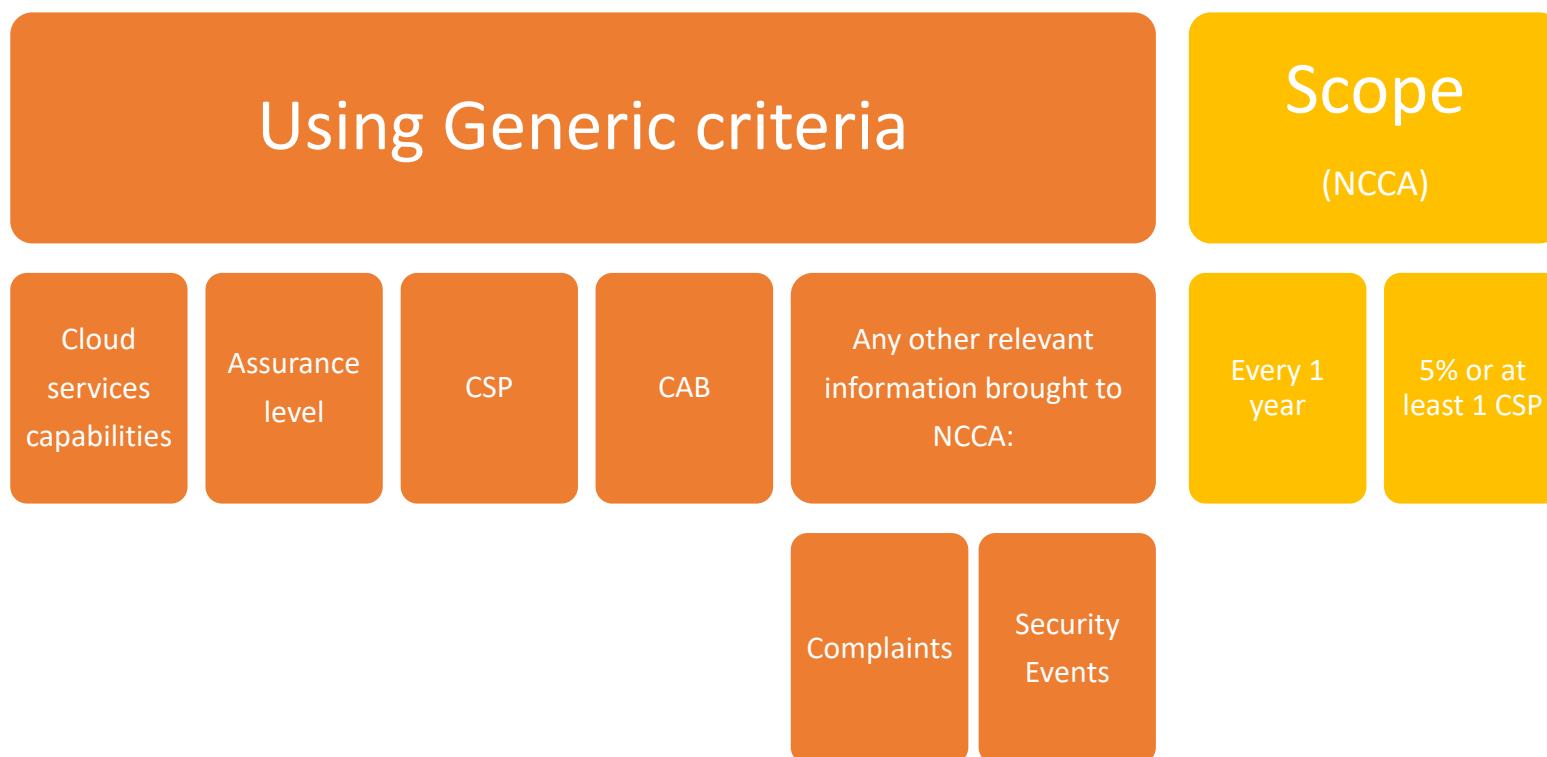 Using Generic criteria
Scope
(NCCA)
Cloud
services
capabilities
Assurance
level
CSP
CAB
Any other relevant
information brought to
NCCA:
Every 1
year
5% or at
least 1 CSP
Complaints
Security
Events